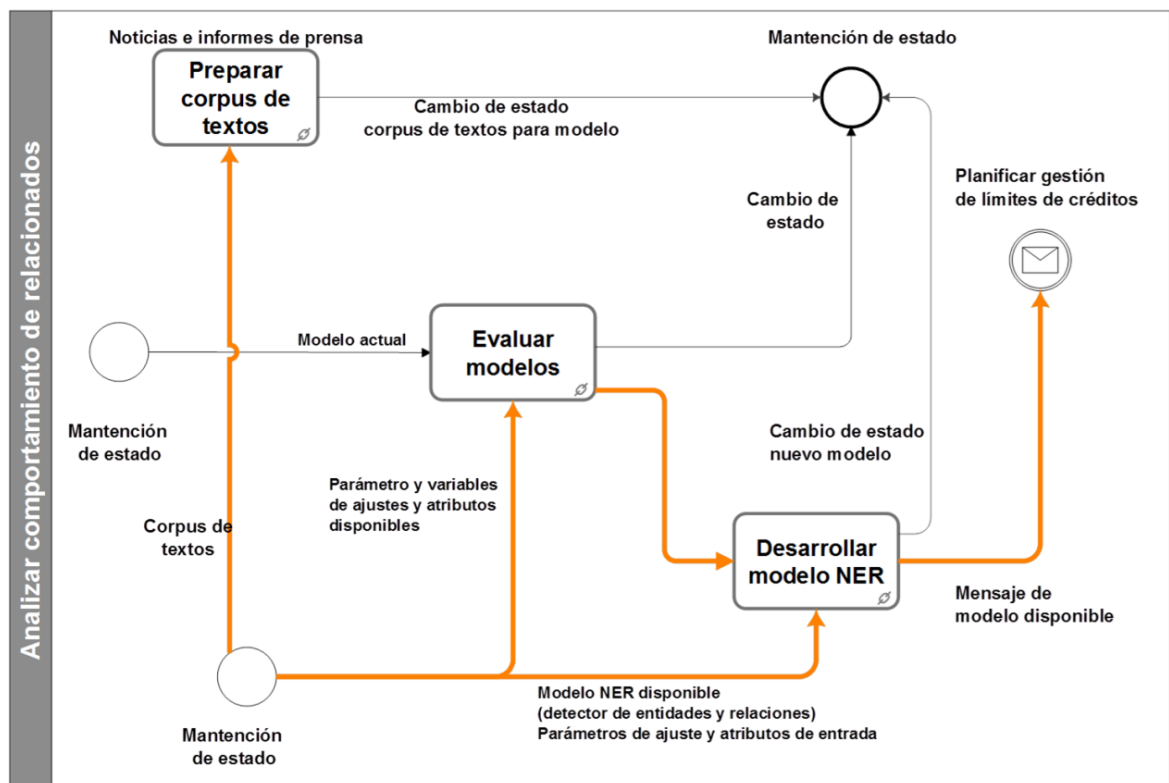 Analizar comportamiento de relacionados
Noticias e informes de prensa
Preparar
corpus de
textos
Cambio de estado
corpus de textos para modelo
Mantención de estado
Cambio de
estado
Planificar gestión
de límites de créditos
Modelo actual
Evaluar
modelos
Mantención
de estado
Parámetro y variables
de ajustes y atributos
disponibles
Cambio de estado
nuevo modelo
Corpus de
textos
Desarrollar
modelo NER
Mensaje de
modelo disponible
Mantención
de estado
Modelo NER disponible
(detector de entidades y relaciones)
Parámetros de ajuste y atributos de entrada